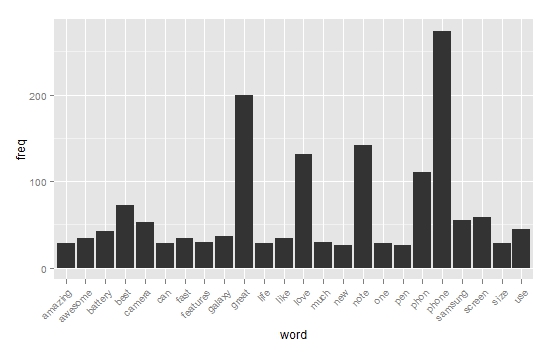 freq
200
100
0
amazing
awesome
battery
best
camera
can
fast
features
galaxy
great
life
like
love
much
new
note
one
pen
phon
phone
samsung
screen
size
use
word